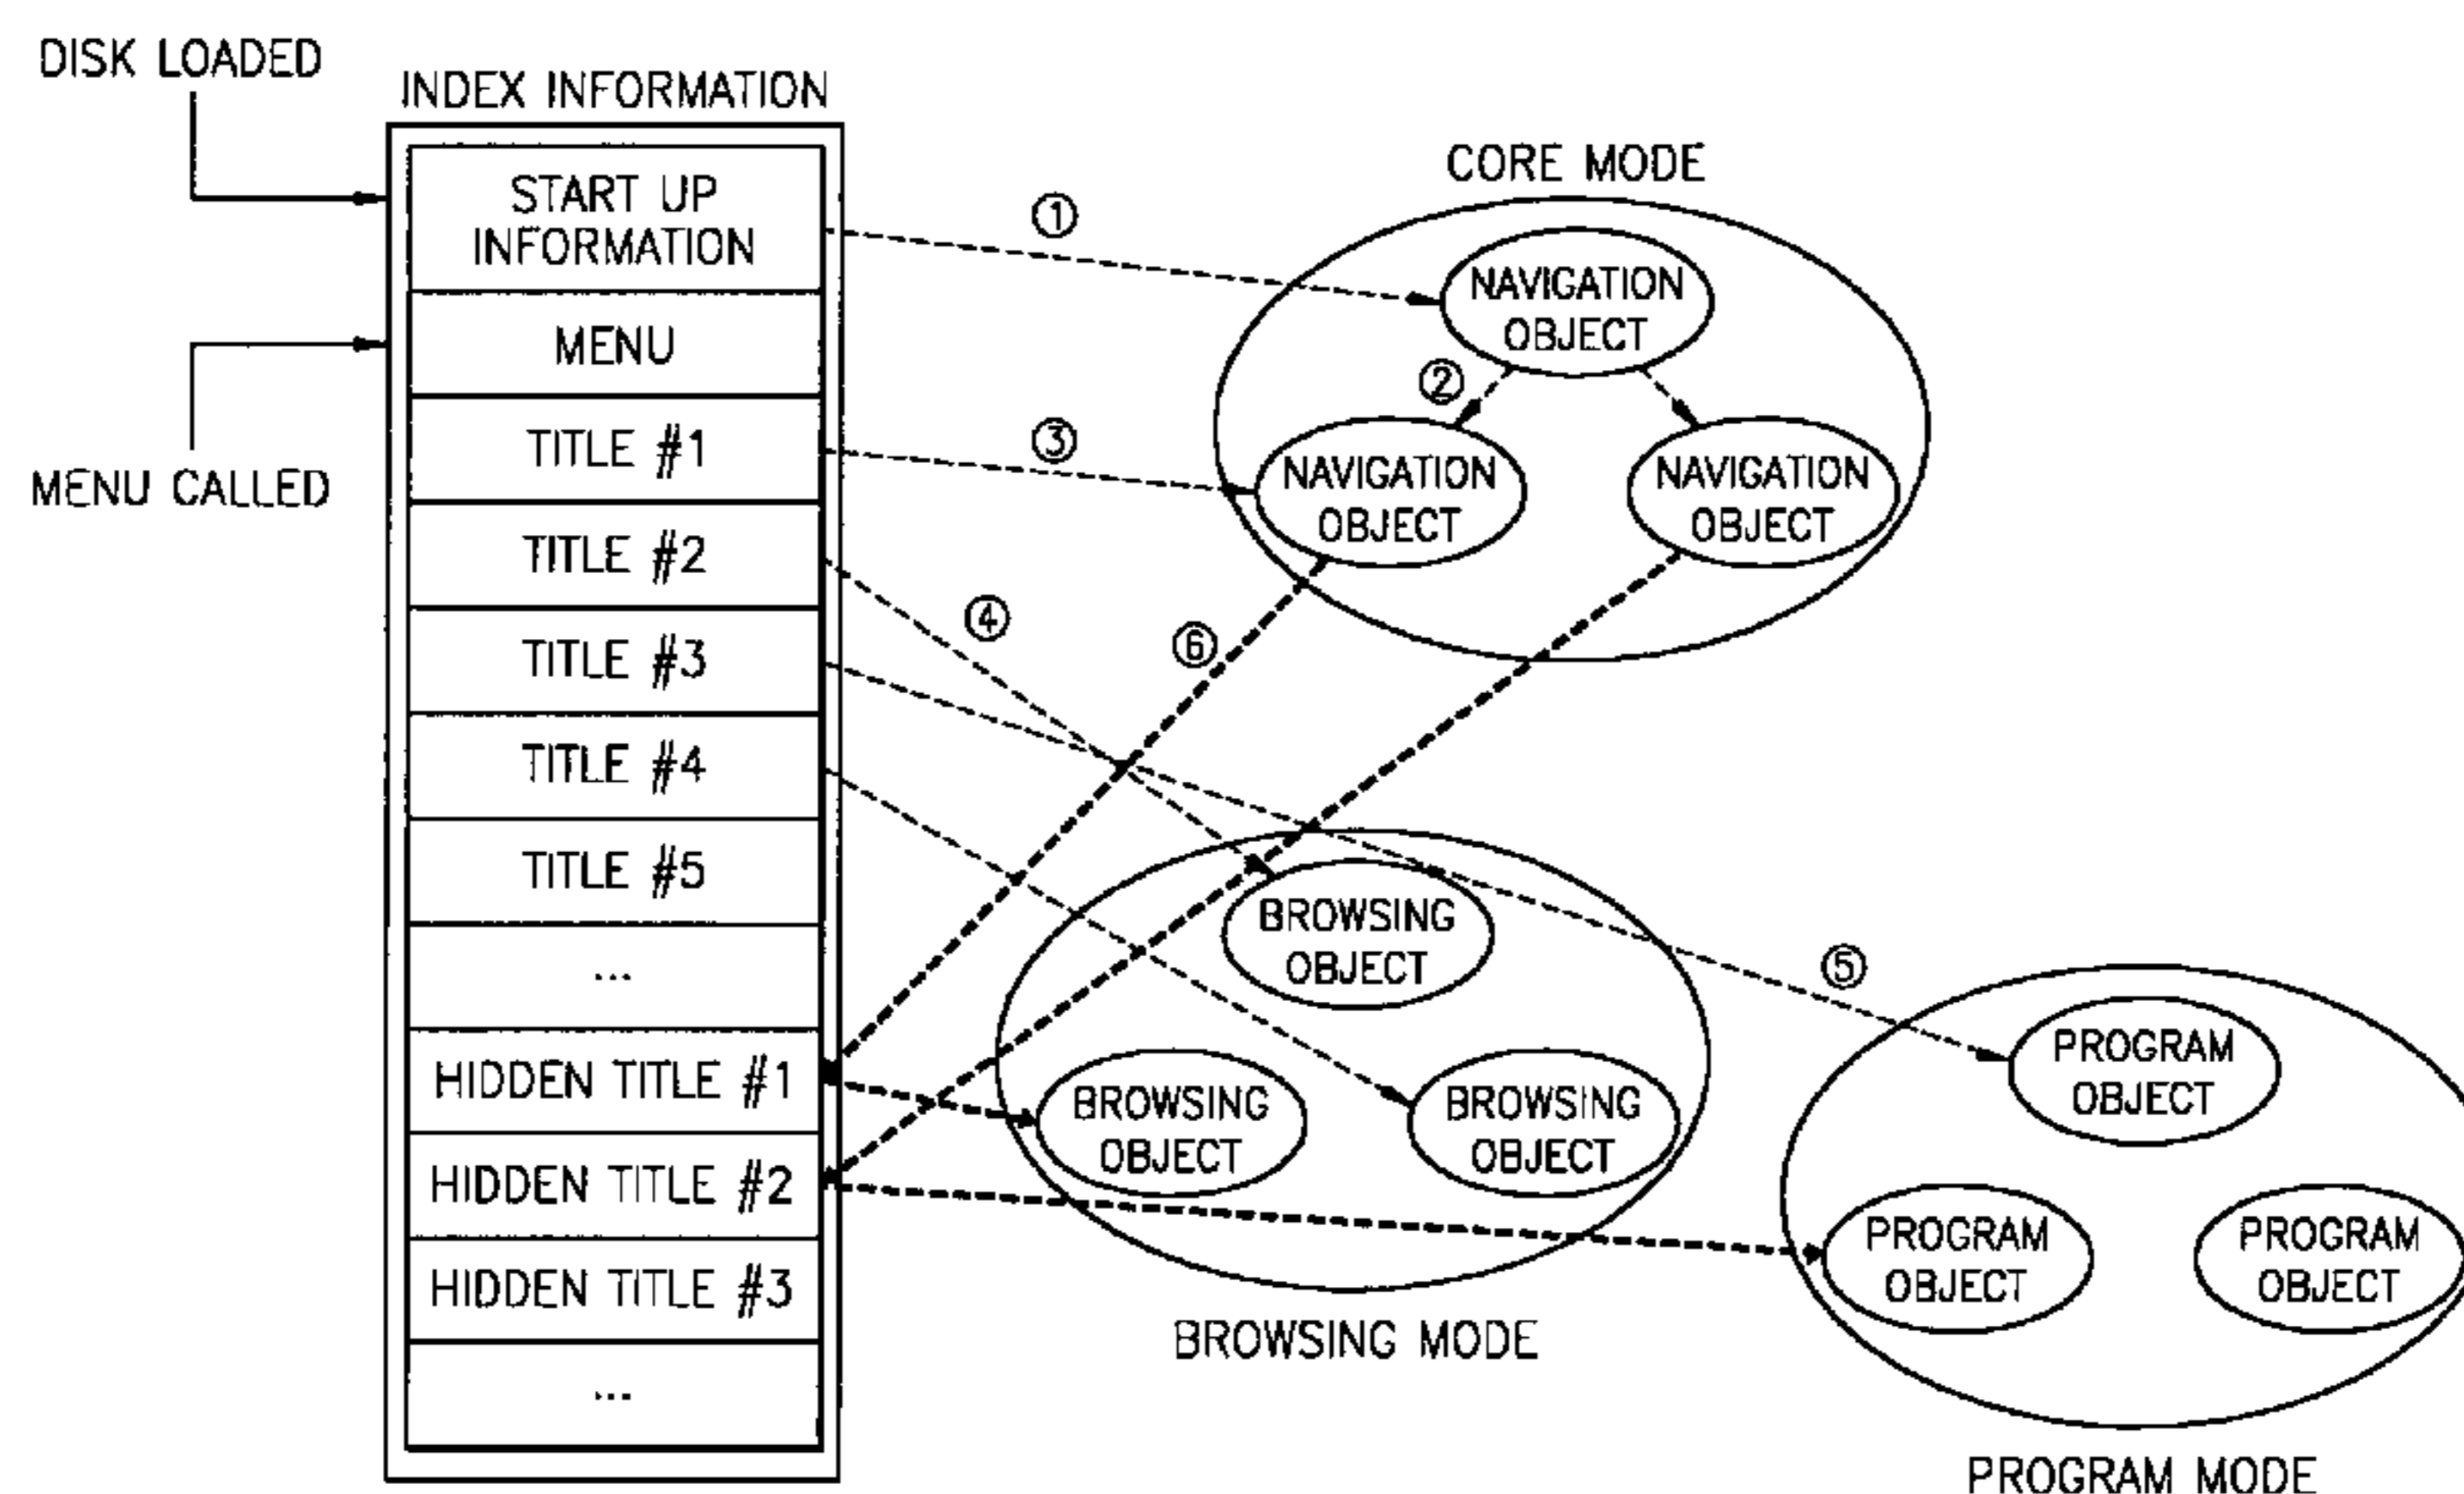 DISK LOADED
INDEX INFORMATION
START UP
INFORMATION
MENU
MENU CALLED
TITLE #1
TITLE #2
TITLE #3
TITLE #4
TITLE #5
...
HIDDEN TITLE #1
HIDDEN TITLE #2
HIDDEN TITLE #3
...
①
②
③
④
⑥
⑤
CORE MODE
NAVIGATION
OBJECT
NAVIGATION
OBJECT
NAVIGATION
OBJECT
BROWSING
OBJECT
BROWSING
OBJECT
BROWSING
OBJECT
BROWSING MODE
PROGRAM
OBJECT
PROGRAM
OBJECT
PROGRAM
OBJECT
PROGRAM MODE